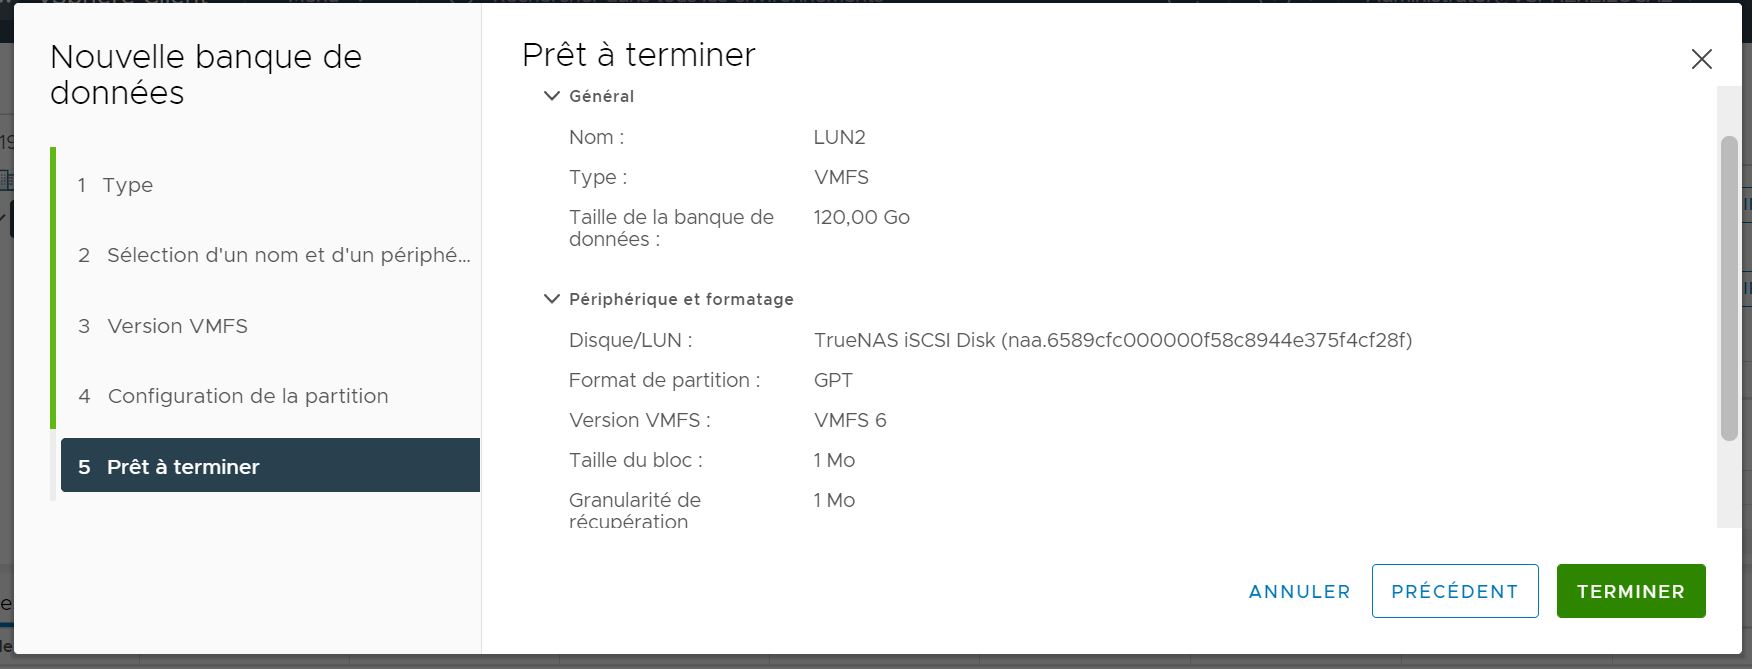 Nouvelle banque de
données
1 Type
2 Sélection d'un nom et d'un périphé...
3 Version VMFS
4 Configuration de la partition
5 Prêt à terminer
Prêt à terminer
Général
Nom : LUN2
Type : VMFS
Taille de la banque de 120,00 Go
données :
Périphérique et formatage
Disque/LUN : TrueNAS iSCSI Disk (naa.6589cfc000000f58c8944e375f4cf28f)
Format de partition : GPT
Version VMFS : VMFS 6
Taille du bloc : 1 Mo
Granularité de 1 Mo
récupération
ANNULER PRÉCÉDENT TERMINER